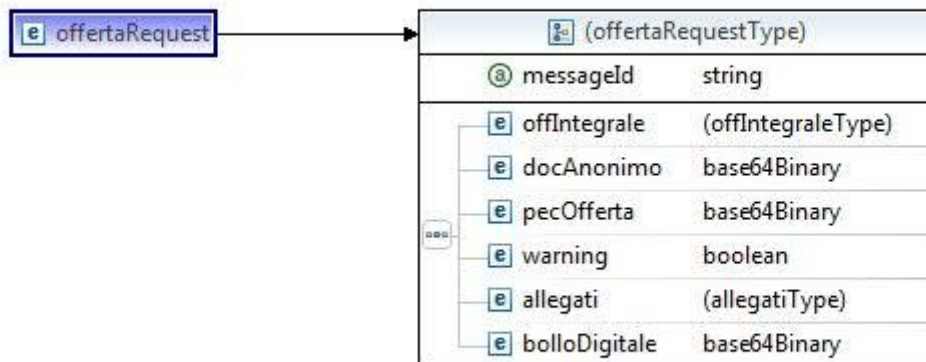 e offertaRequest
(offertaRequestType)
a messageId string
e offIntegrale (offIntegraleType)
e docAnonimo base64Binary
e pecOfferta base64Binary
e warning boolean
e allegati (allegatiType)
e bolloDigitale base64Binary